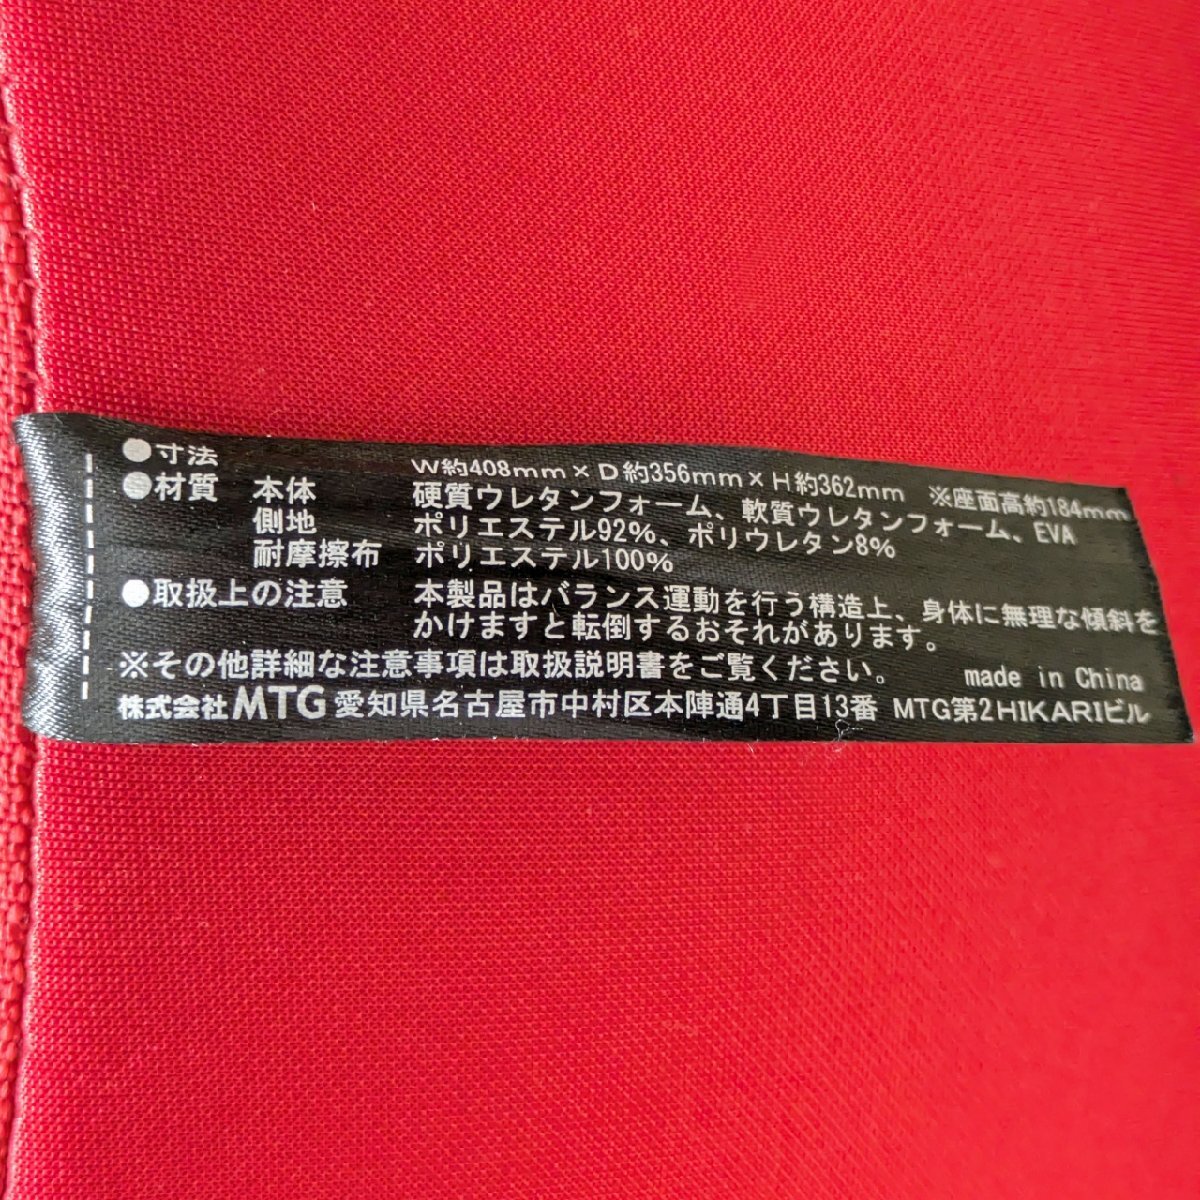 ●寸法 W約408mm×D約356mm×H約362mm ※座面高約184mm
●材質 本体 硬質ウレタンフォーム、軟質ウレタンフォーム、EVA
側地 ポリエステル92%、ポリウレタン8%
耐摩擦布 ポリエステル100%
●取扱上の注意 本製品はバランス運動を行う構造上、身体に無理な傾斜を
かけますと転倒するおそれがあります。
※その他詳細な注意事項は取扱説明書をご覧ください。 made in China
株式会社MTG 愛知県名古屋市中村区本陣通4丁目13番 MTG第2HIKARIビル